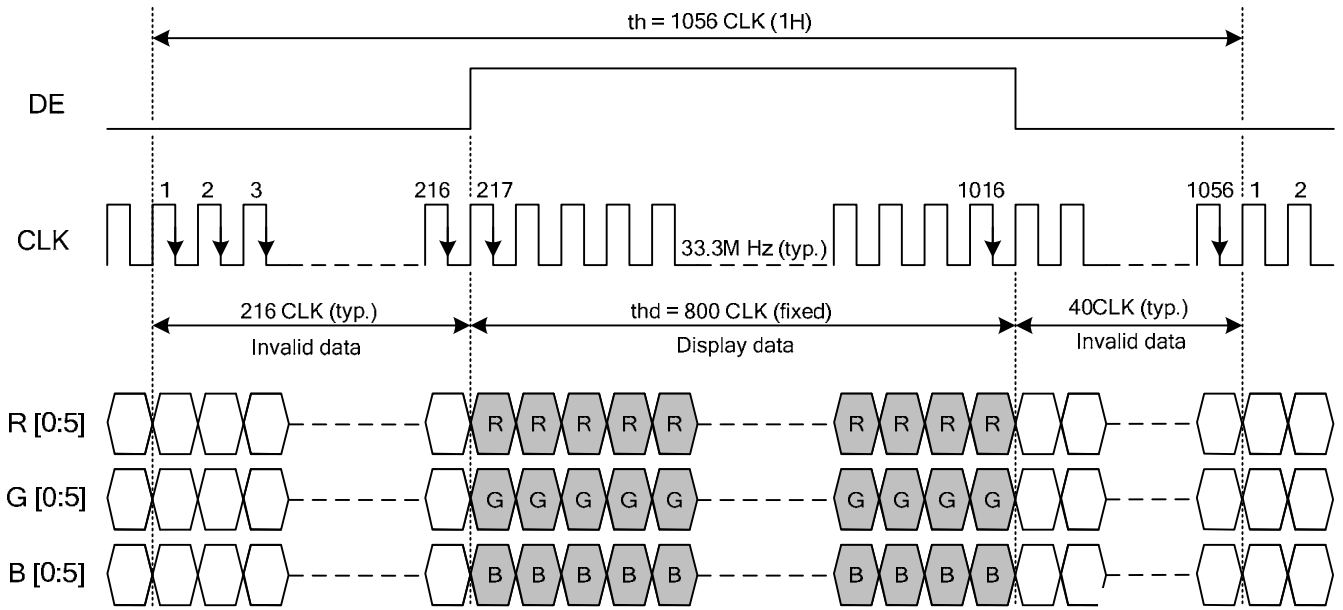 th = 1056 CLK (1H)
DE
1 2 3 216 217 1016 1056 1 2
CLK
33.3M Hz (typ.)
216 CLK (typ.) thd = 800 CLK (fixed) 40CLK (typ.)
Invalid data Display data Invalid data
R [0:5] R R R R R R R R R
G [0:5] G G G G G G G G G
B [0:5] B B B B B B B B B